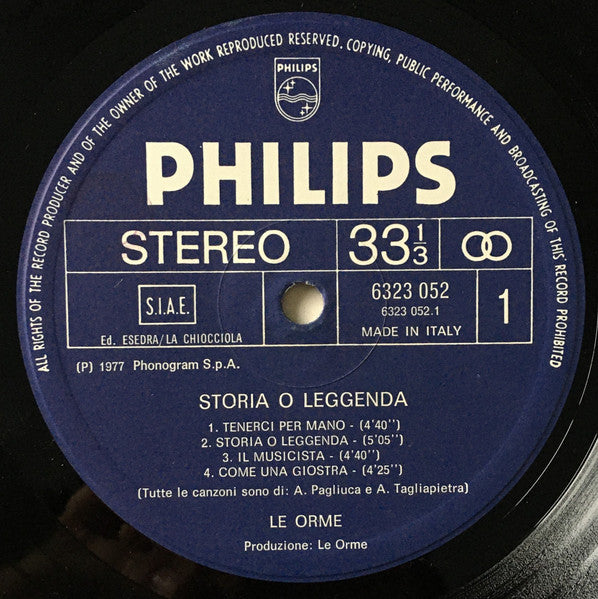 ALL RIGHTS OF THE RECORD PRODUCER AND OF THE OWNER OF THE WORK REPRODUCED RESERVED. COPYING, PUBLIC PERFORMANCE AND BROADCASTING OF THIS RECORD PROHIBITED
PHILIPS
PHILIPS
STEREO
33 1/3
S.I.A.E.
6323 052
6323 052.1
1
Ed. ESEDRA/LA CHIOCCIOLA
MADE IN ITALY
(P) 1977 Phonogram S.p.A.
STORIA O LEGGENDA
1. TENERCI PER MANO - (4'40'')
2. STORIA O LEGGENDA - (5'05'')
3. IL MUSICISTA - (4'40'')
4. COME UNA GIOSTRA - (4'25'')
(Tutte le canzoni sono di: A. Pagliuca e A. Tagliapietra)
LE ORME
Produzione: Le Orme